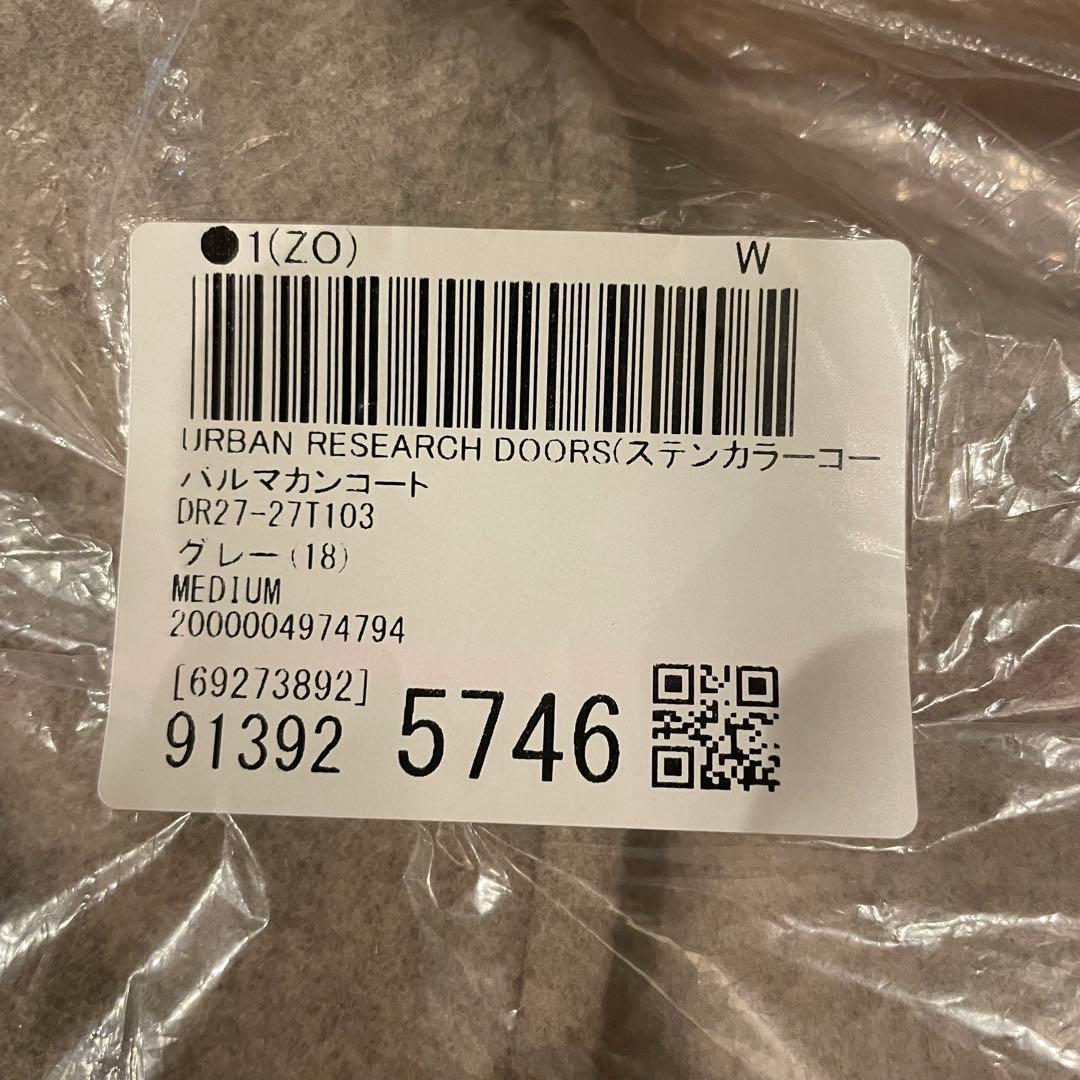 ●1(ZO) W
URBAN RESEARCH DOORS(ステンカラーコー
バルマカンコート
DR27-27T103
グレー(18)
MEDIUM
2000004974794
[69273892]
91392 5746